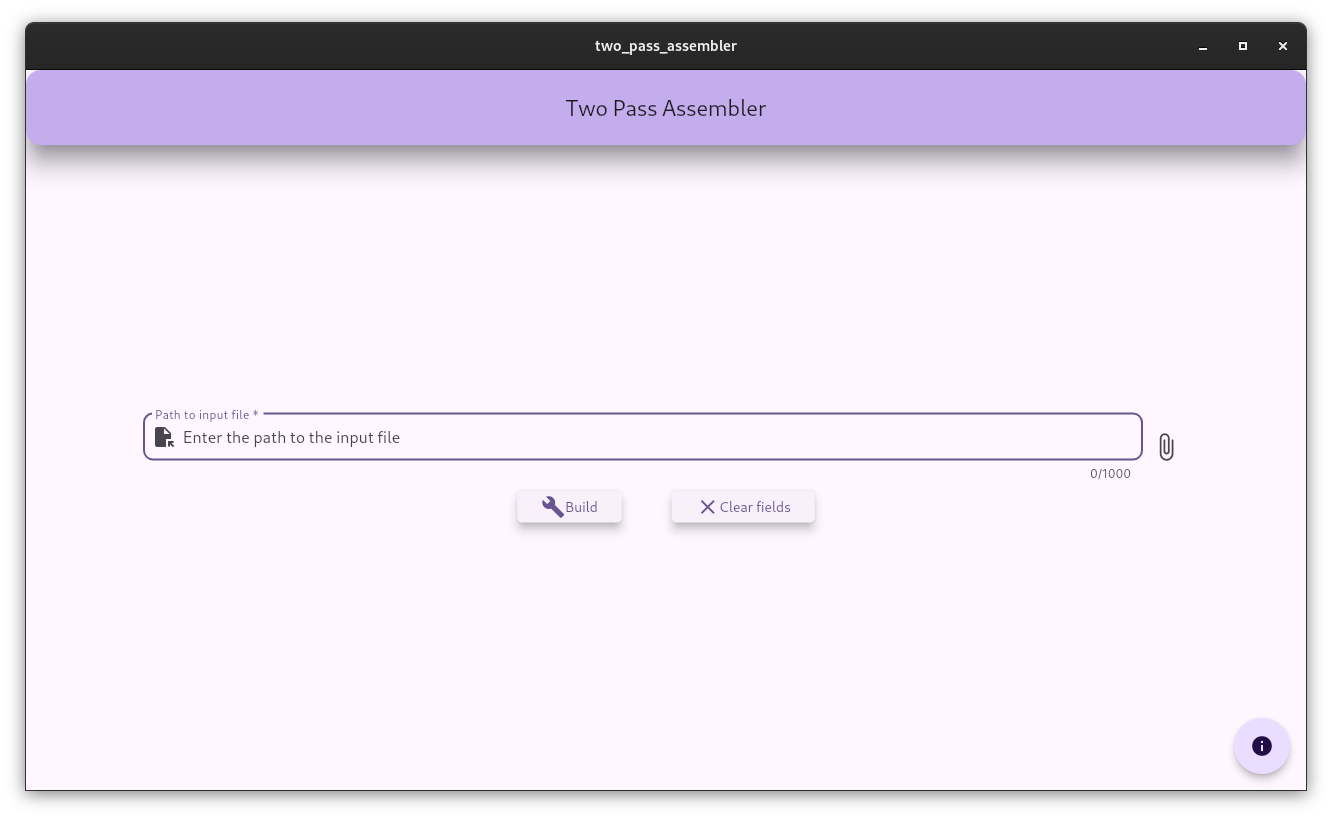 two_pass_assembler
Two Pass Assembler
Path to input file *
Enter the path to the input file
0/1000
Build
Clear fields